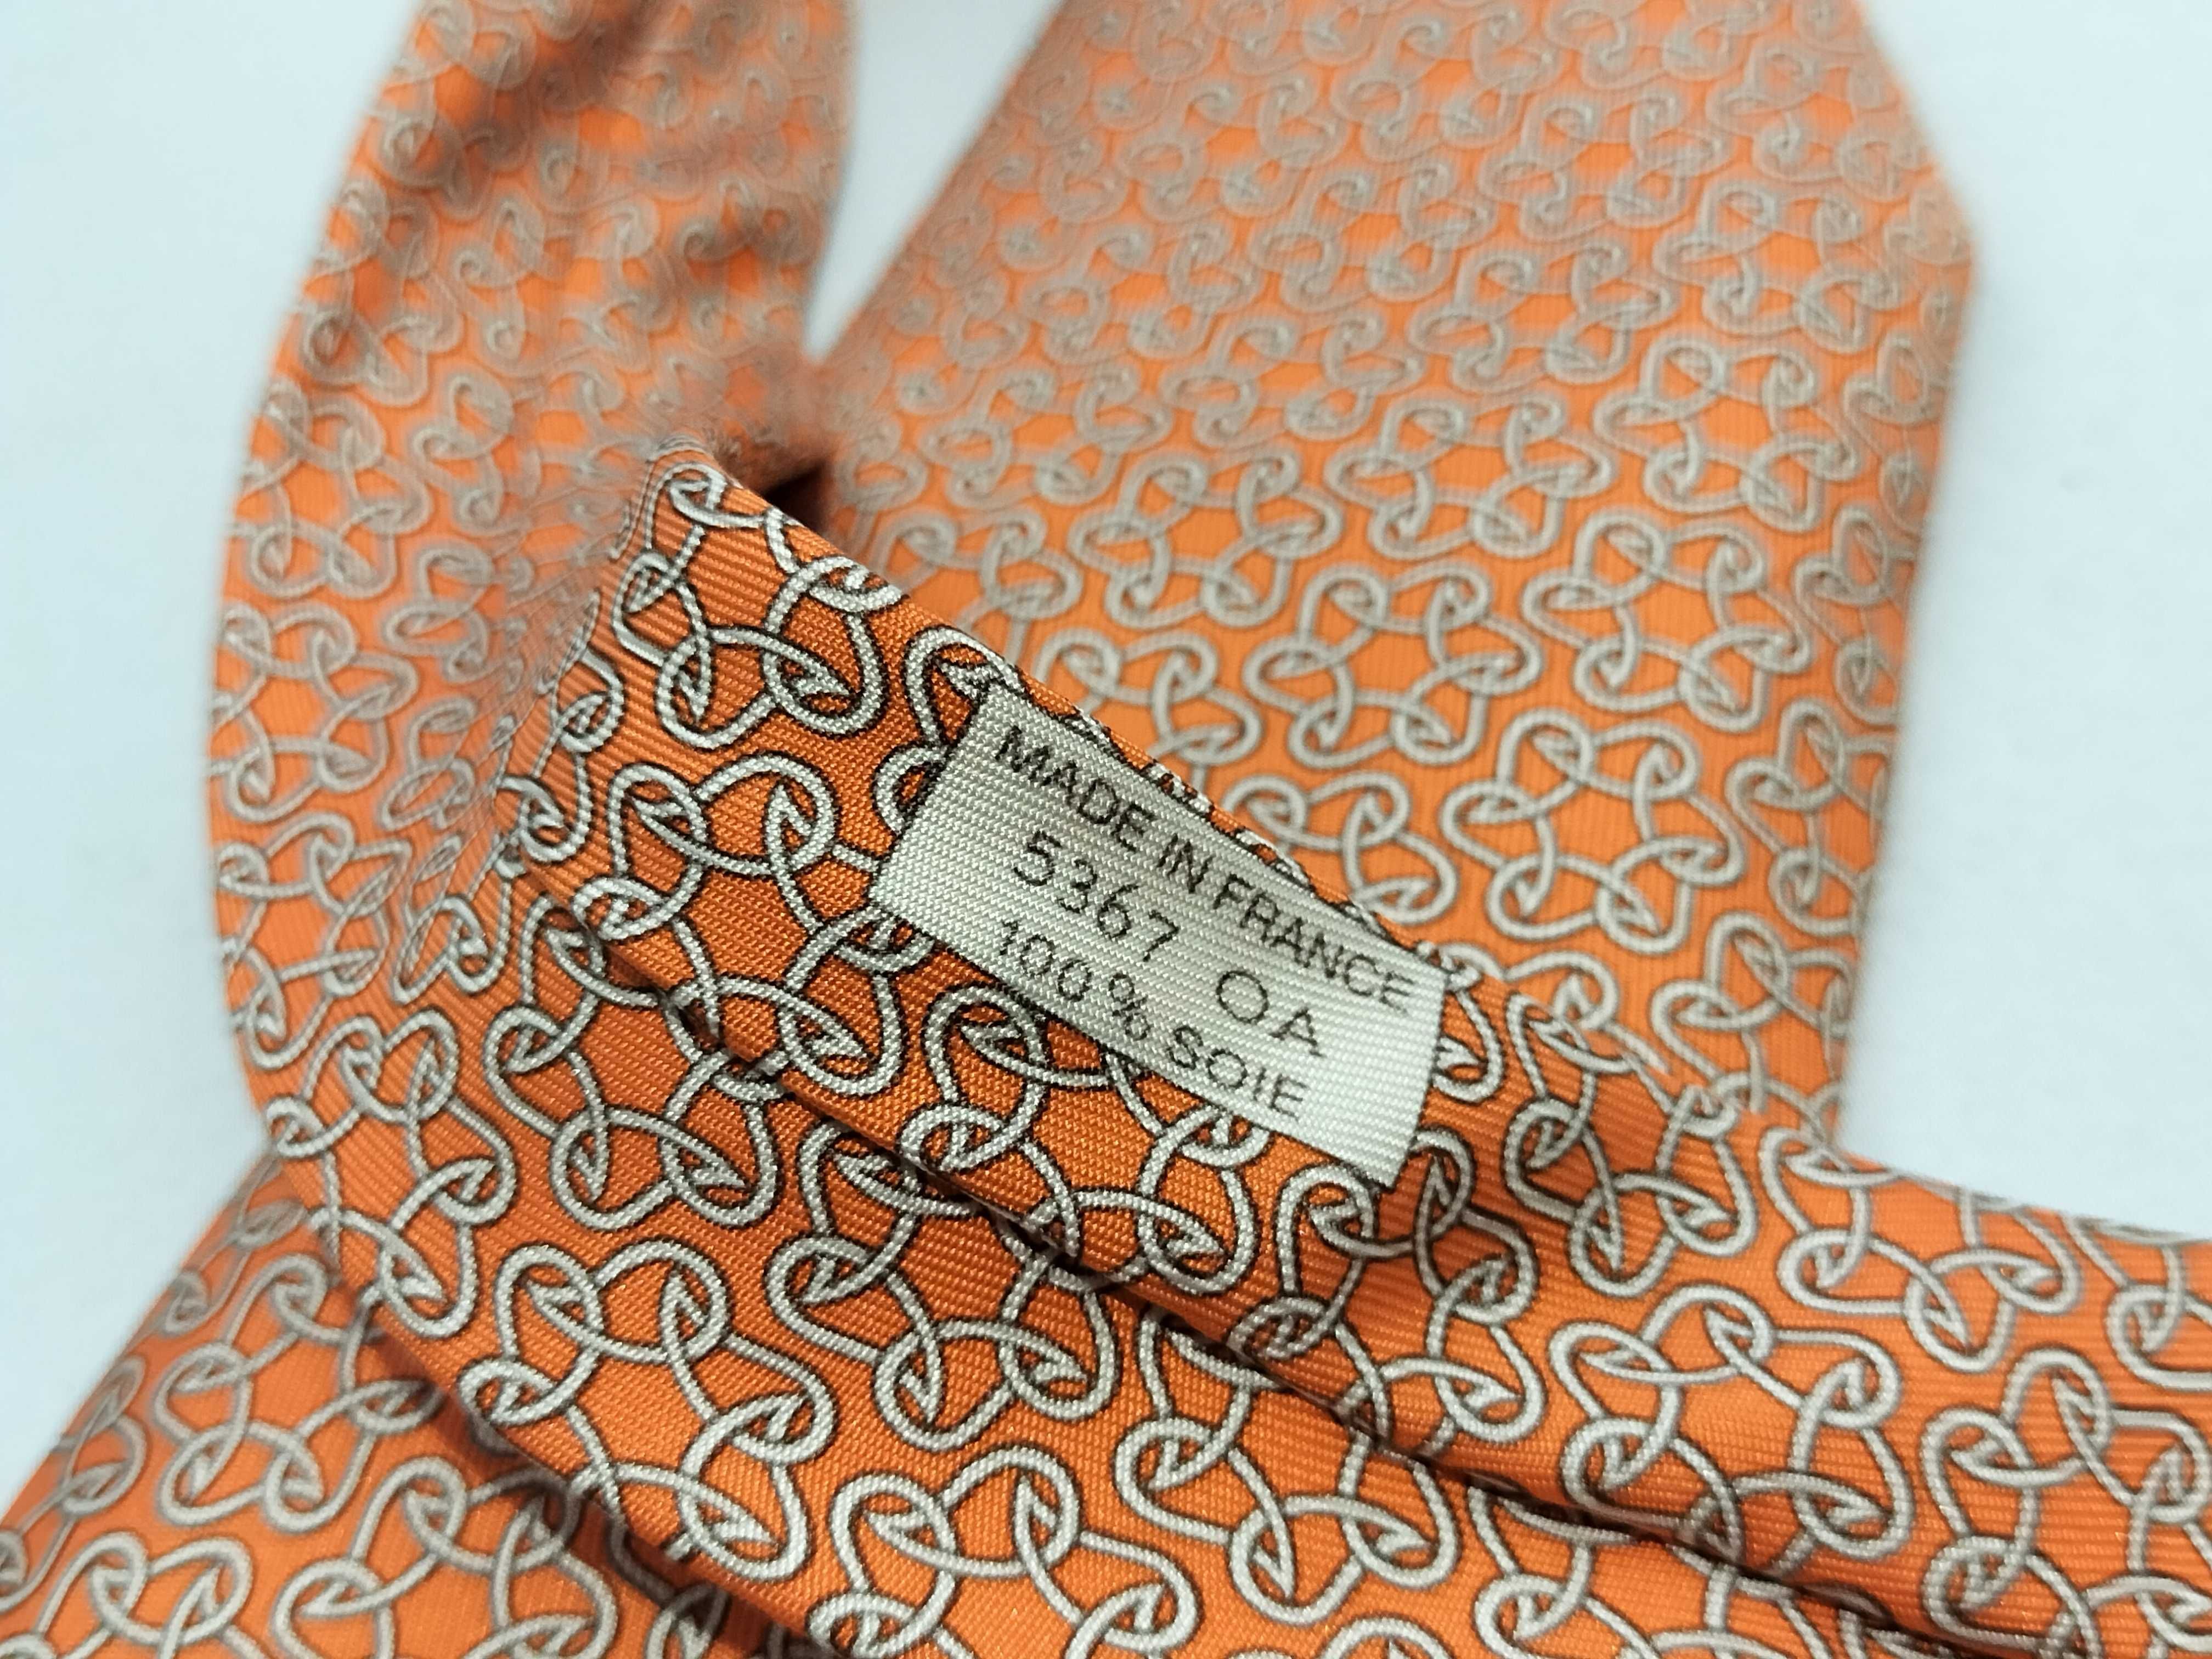 MADE IN FRANCE
5367 OA
100% SOIE